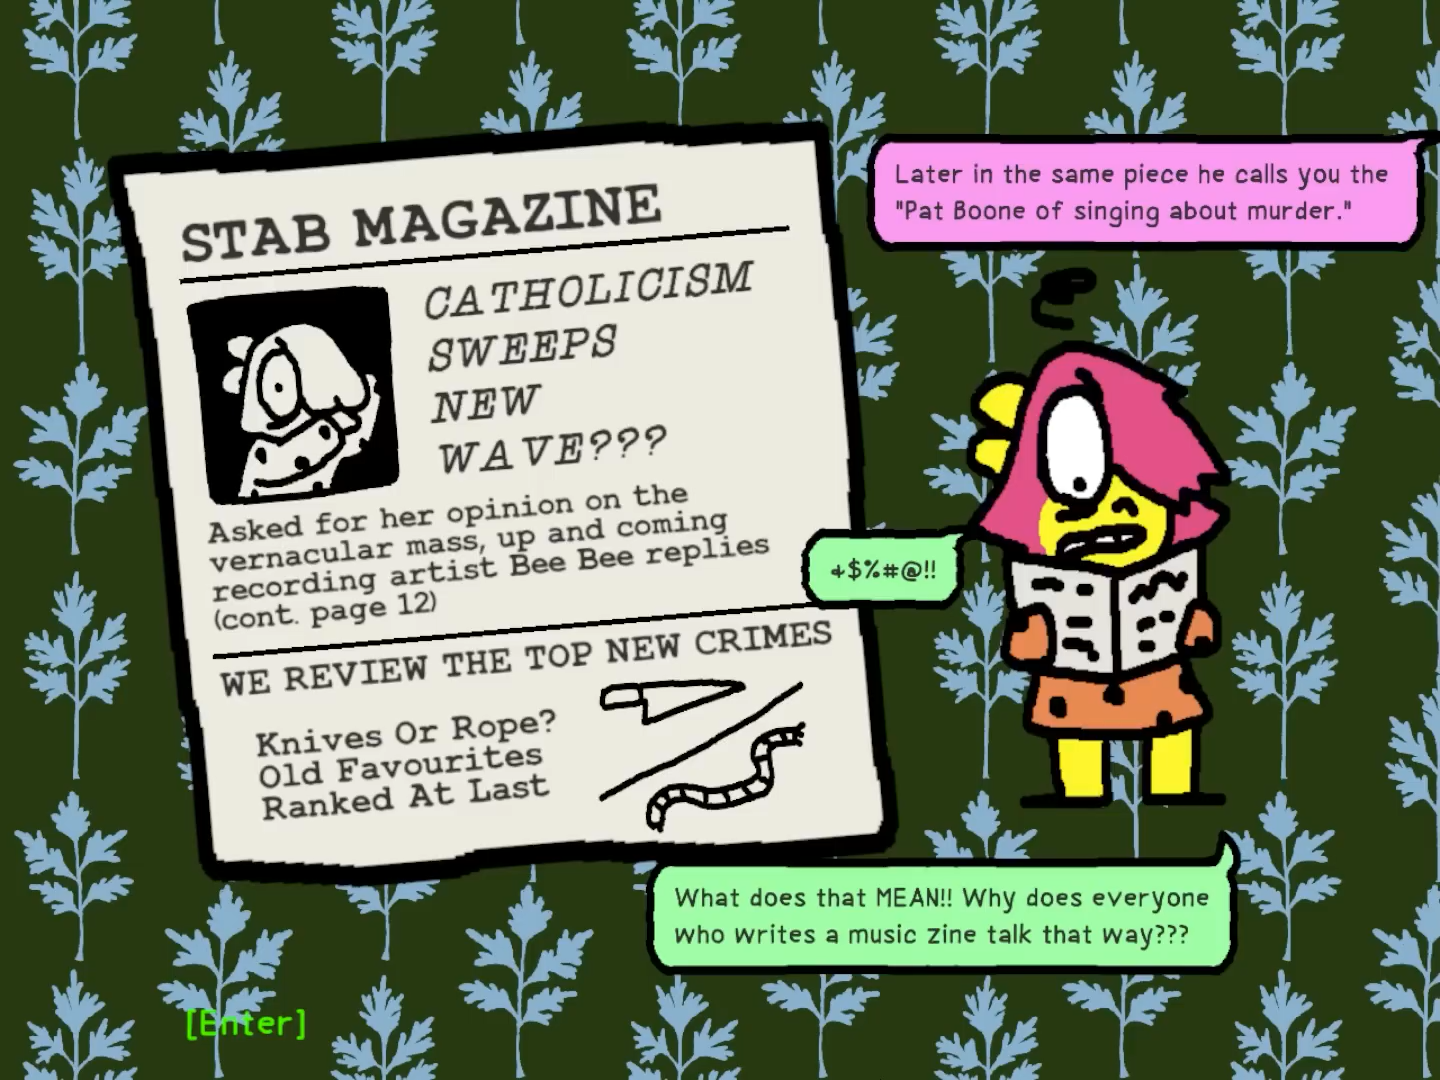 STAB MAGAZINE
CATHOLICISM
SWEEPS
NEW
WAVE???
Asked for her opinion on the
vernacular mass, up and coming
recording artist Bee Bee replies
(cont. page 12)
WE REVIEW THE TOP NEW CRIMES
Knives Or Rope?
Old Favourites
Ranked At Last
Later in the same piece he calls you the
"Pat Boone of singing about murder."
+$%#@!!
What does that MEAN!! Why does everyone
who writes a music zine talk that way???
[Enter]